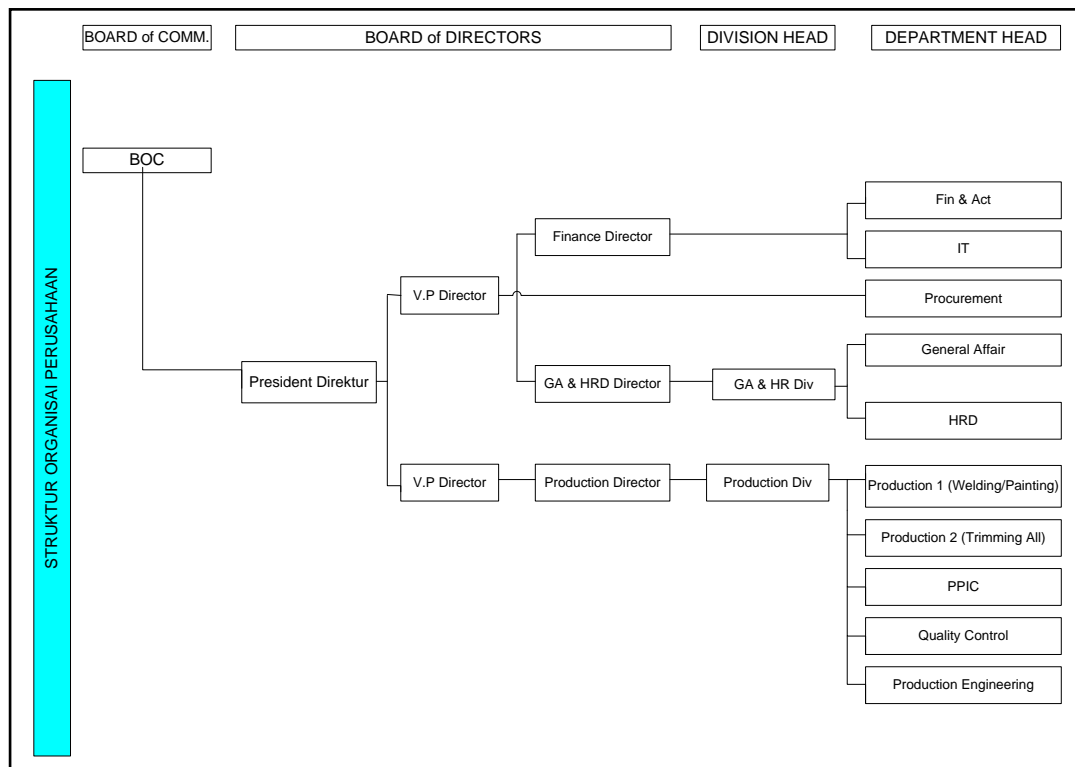 BOARD of COMM.
BOARD of DIRECTORS
DIVISION HEAD
DEPARTMENT HEAD
STRUKTUR ORGANISAI PERUSAHAAN
BOC
Fin & Act
Finance Director
IT
V.P Director
Procurement
General Affair
President Direktur
GA & HRD Director
GA & HR Div
HRD
V.P Director
Production Director
Production Div
Production 1 (Welding/Painting)
Production 2 (Trimming All)
PPIC
Quality Control
Production Engineering